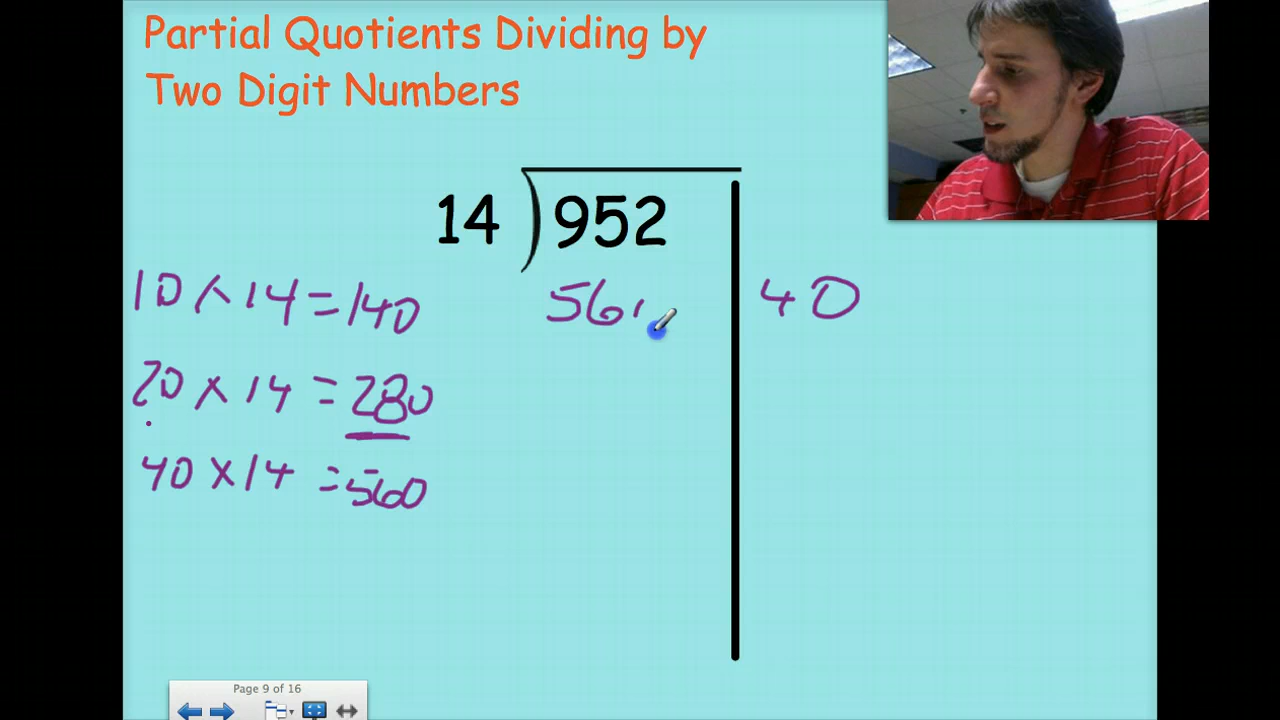 Partial Quotients Dividing by
Two Digit Numbers
14 ) 952
10 × 14 = 140
56
40
20 × 14 = 280
40 × 14 = 560
Page 9 of 16